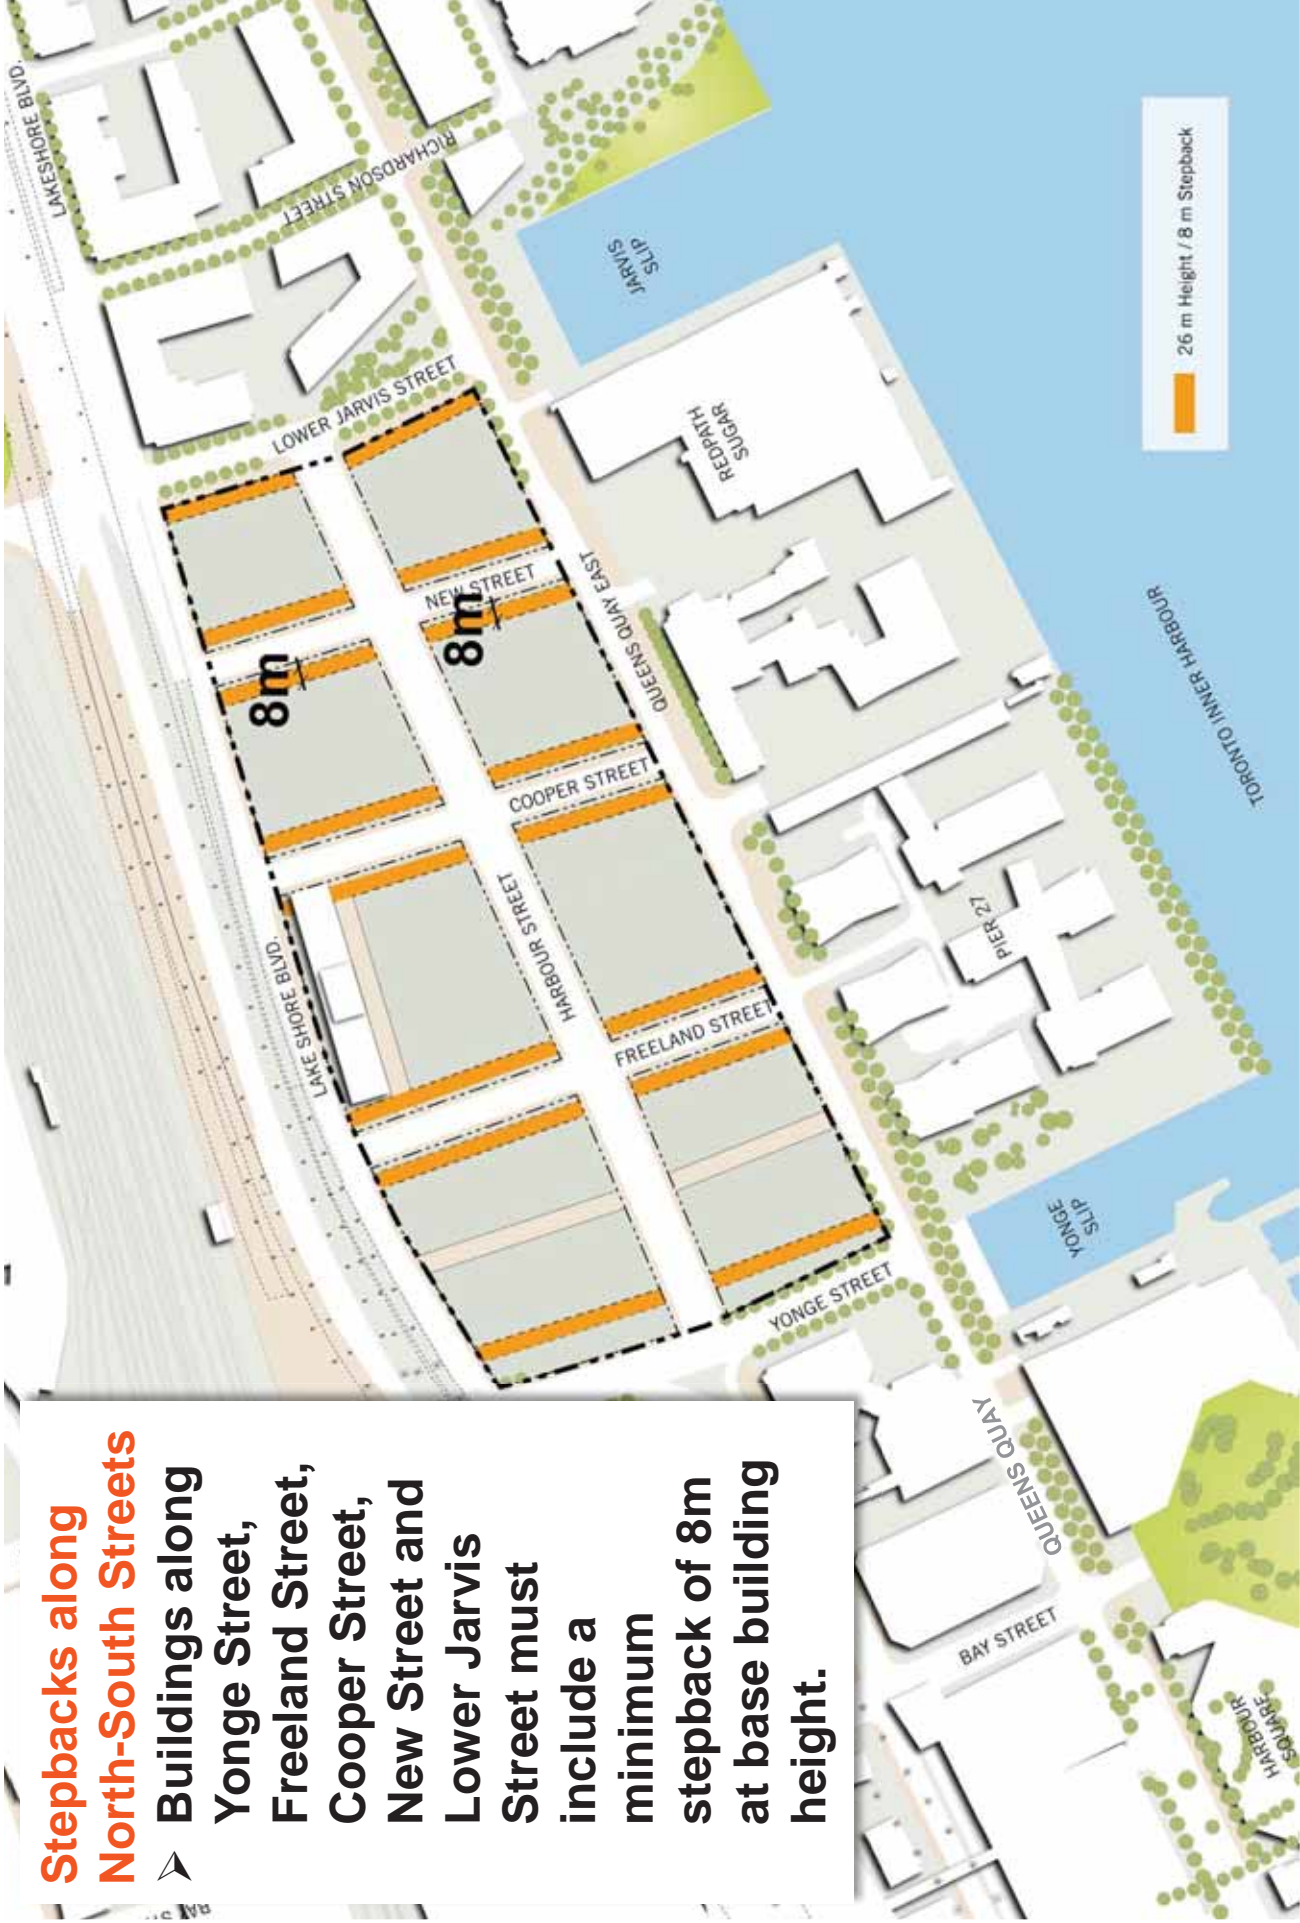 Stepbacks along
North-South Streets
➢ Buildings along
Yonge Street,
Freeland Street,
Cooper Street,
New Street and
Lower Jarvis
Street must
include a
minimum
stepback of 8m
at base building
height.
LAKESHORE BLVD.
RICHARDSON STREET
LOWER JARVIS STREET
JARVIS
SLIP
REDPATH
SUGAR
NEW STREET
8m
8m
QUEENS QUAY EAST
COOPER STREET
HARBOUR STREET
LAKE SHORE BLVD.
FREELAND STREET
PIER 27
TORONTO INNER HARBOUR
YONGE
SLIP
YONGE STREET
QUEENS QUAY
BAY STREET
HARBOUR
SQUARE
26 m Height / 8 m Stepback